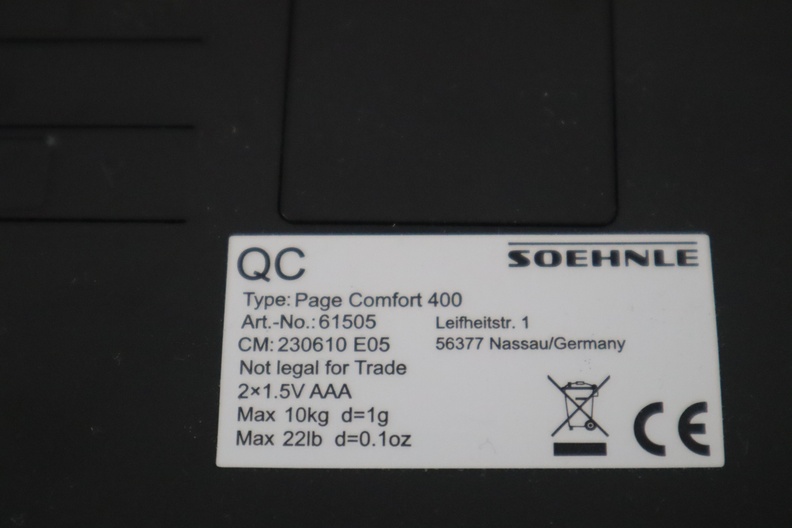 QC
SOEHNLE
Type: Page Comfort 400
Art.-No.: 61505
Leifheitstr. 1
CM: 230610 E05
56377 Nassau/Germany
Not legal for Trade
2×1.5V AAA
Max 10kg d=1g
Max 22lb d=0.1oz
CE